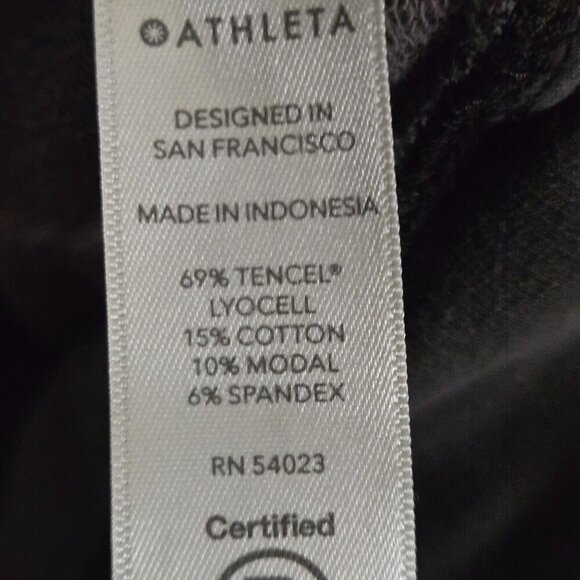 ATHLETA
DESIGNED IN
SAN FRANCISCO
MADE IN INDONESIA
69% TENCEL®
LYOCELL
15% COTTON
10% MODAL
6% SPANDEX
RN 54023
Certified